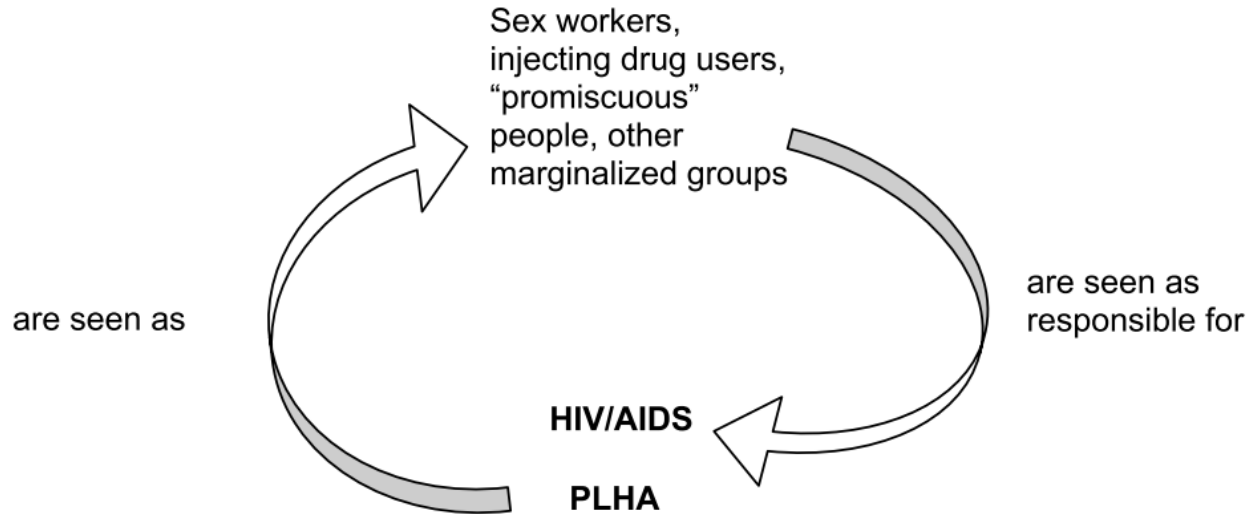 Sex workers,
injecting drug users,
“promiscuous”
people, other
marginalized groups
are seen as
responsible for
HIV/AIDS
PLHA
are seen as